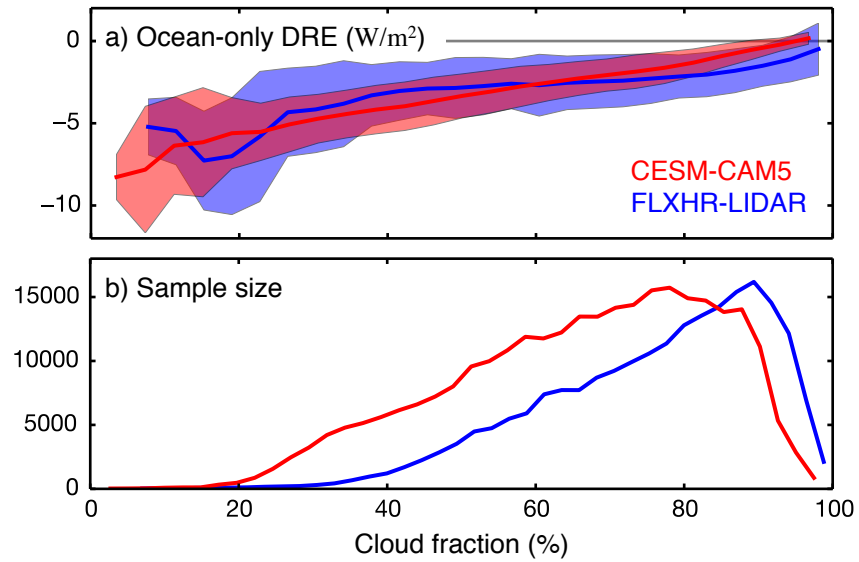 a) Ocean-only DRE (W/m²)
0
−5
−10
CESM-CAM5
FLXHR-LIDAR
b) Sample size
15000
10000
5000
0
0 20 40 60 80 100
Cloud fraction (%)